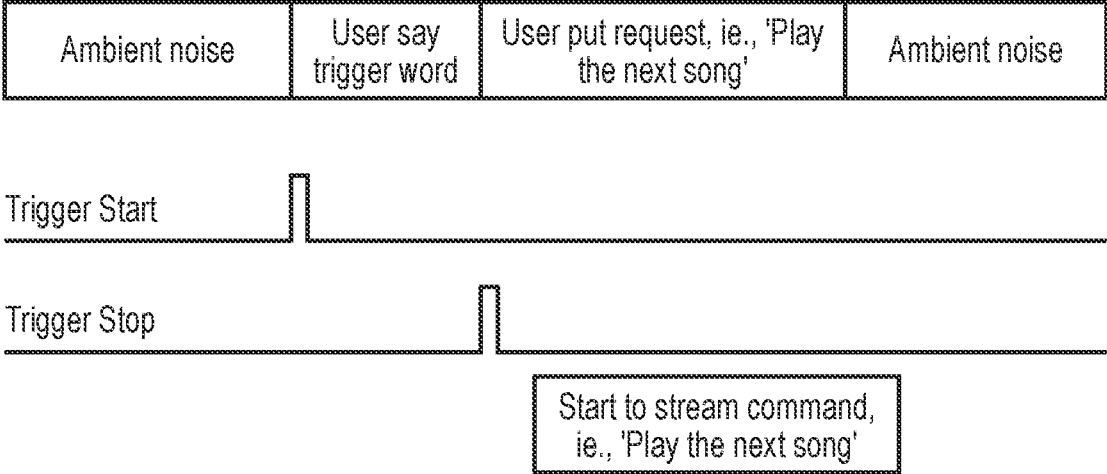 Ambient noise
User say
trigger word
User put request, ie., 'Play
the next song'
Ambient noise
Trigger Start
Trigger Stop
Start to stream command,
ie., 'Play the next song'